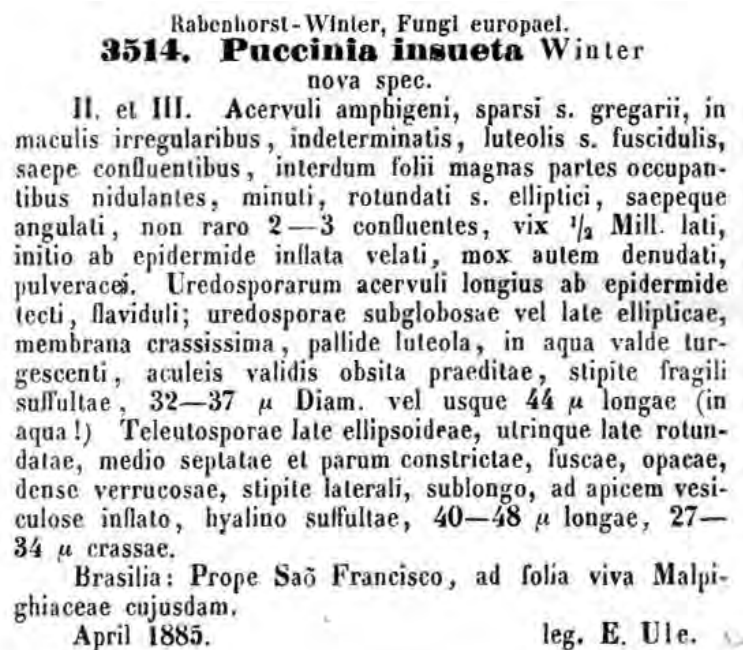 Rabenhorst-Winter, Fungi europaei.
3514. Puccinia insueta Winter
nova spec.
II. et III. Acervuli amphigeni, sparsi s. gregarii, in
maculis irregularibus, indeterminatis, luteolis s. fuscidulis,
saepe confluentibus, interdum folii magnas partes occupan-
tibus nidulantes, minuti, rotundati s. elliptici, saepeque
angulati, non raro 2—3 confluentes, vix 1/2 Mill. lati,
initio ab epidermide inflata velati, mox autem denudati,
pulveracei. Uredosporarum acervuli longius ab epidermide
tecti, flaviduli; uredosporae subglobosae vel late ellipticae,
membrana crassissima, pallide luteola, in aqua valde tur-
gescenti, aculeis validis obsita praeditae, stipite fragili
suffultae, 32—37 μ Diam. vel usque 44 μ longae (in
aqua!) Teleutosporae late ellipsoideae, utrinque late rotun-
datae, medio septatae et parum constrictae, fuscae, opacae,
dense verrucosae, stipite laterali, sublongo, ad apicem vesi-
culose inflato, hyalino suffultae, 40—48 μ longae, 27—
34 μ crassae.
Brasilia: Prope Saõ Francisco, ad folia viva Malpi-
ghiaceae cujusdam.
April 1885. leg. E. Ule.